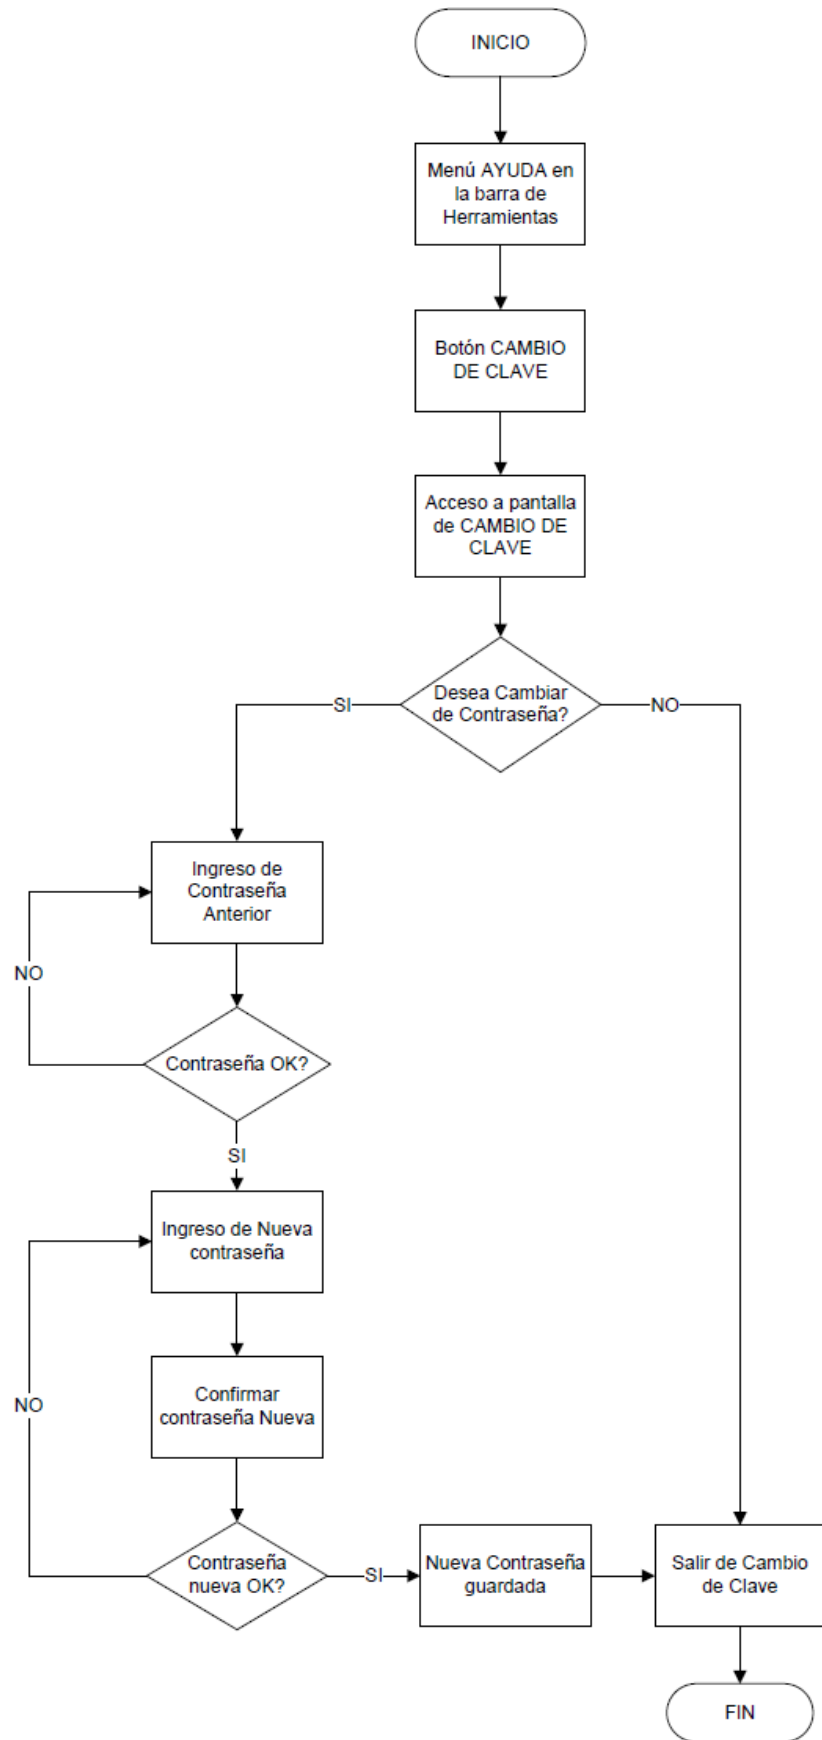 INICIO
Menú AYUDA en
la barra de
Herramientas
Botón CAMBIO
DE CLAVE
Acceso a pantalla
de CAMBIO DE
CLAVE
Desea Cambiar
de Contraseña?
SI
NO
Ingreso de
Contraseña
Anterior
NO
Contraseña OK?
SI
Ingreso de Nueva
contraseña
Confirmar
contraseña Nueva
NO
Contraseña
nueva OK?
SI
Nueva Contraseña
guardada
Salir de Cambio
de Clave
FIN